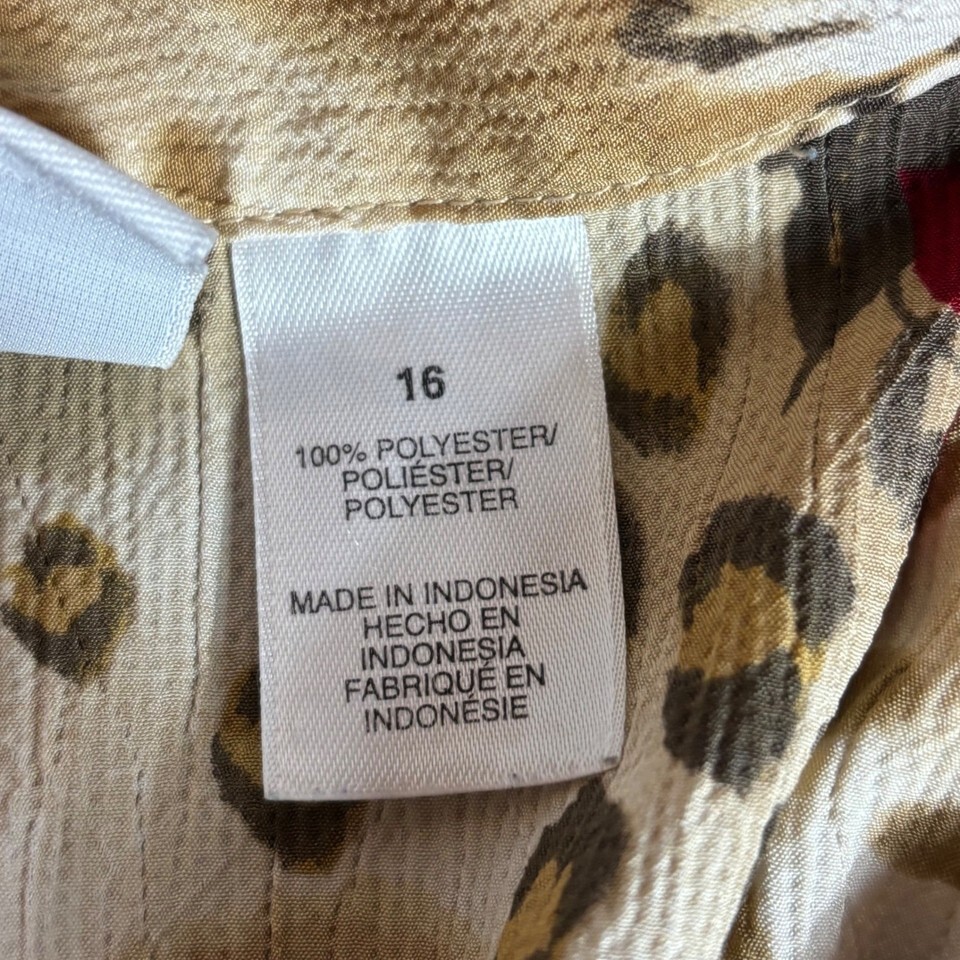 16
100% POLYESTER/
POLIÉSTER/
POLYESTER
MADE IN INDONESIA
HECHO EN
INDONESIA
FABRIQUÉ EN
INDONÉSIE